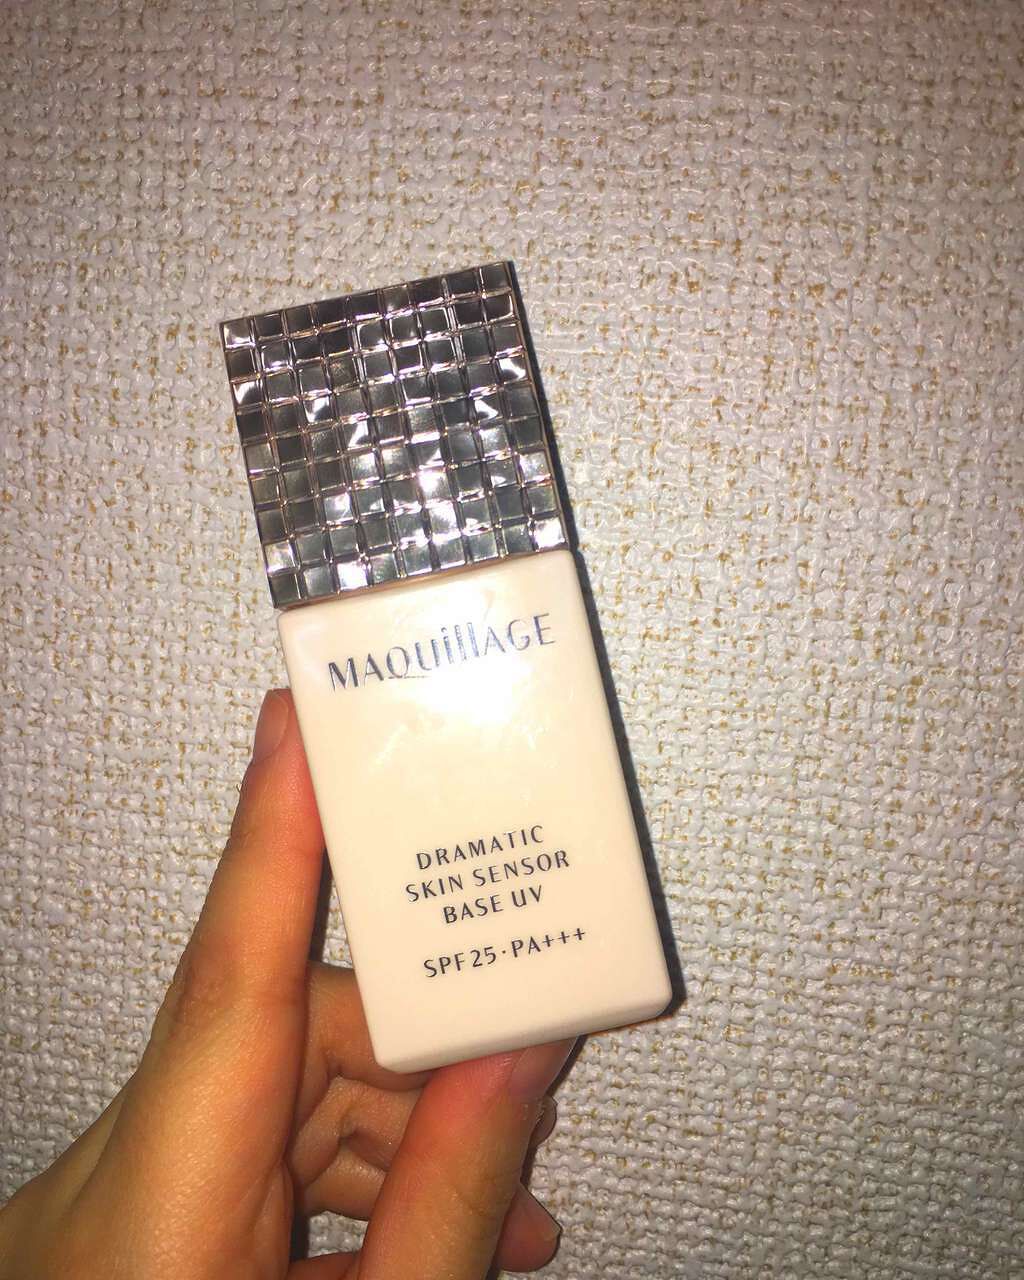 MAQUillAGE
DRAMATIC
SKIN SENSOR
BASE UV
SPF25·PA+++